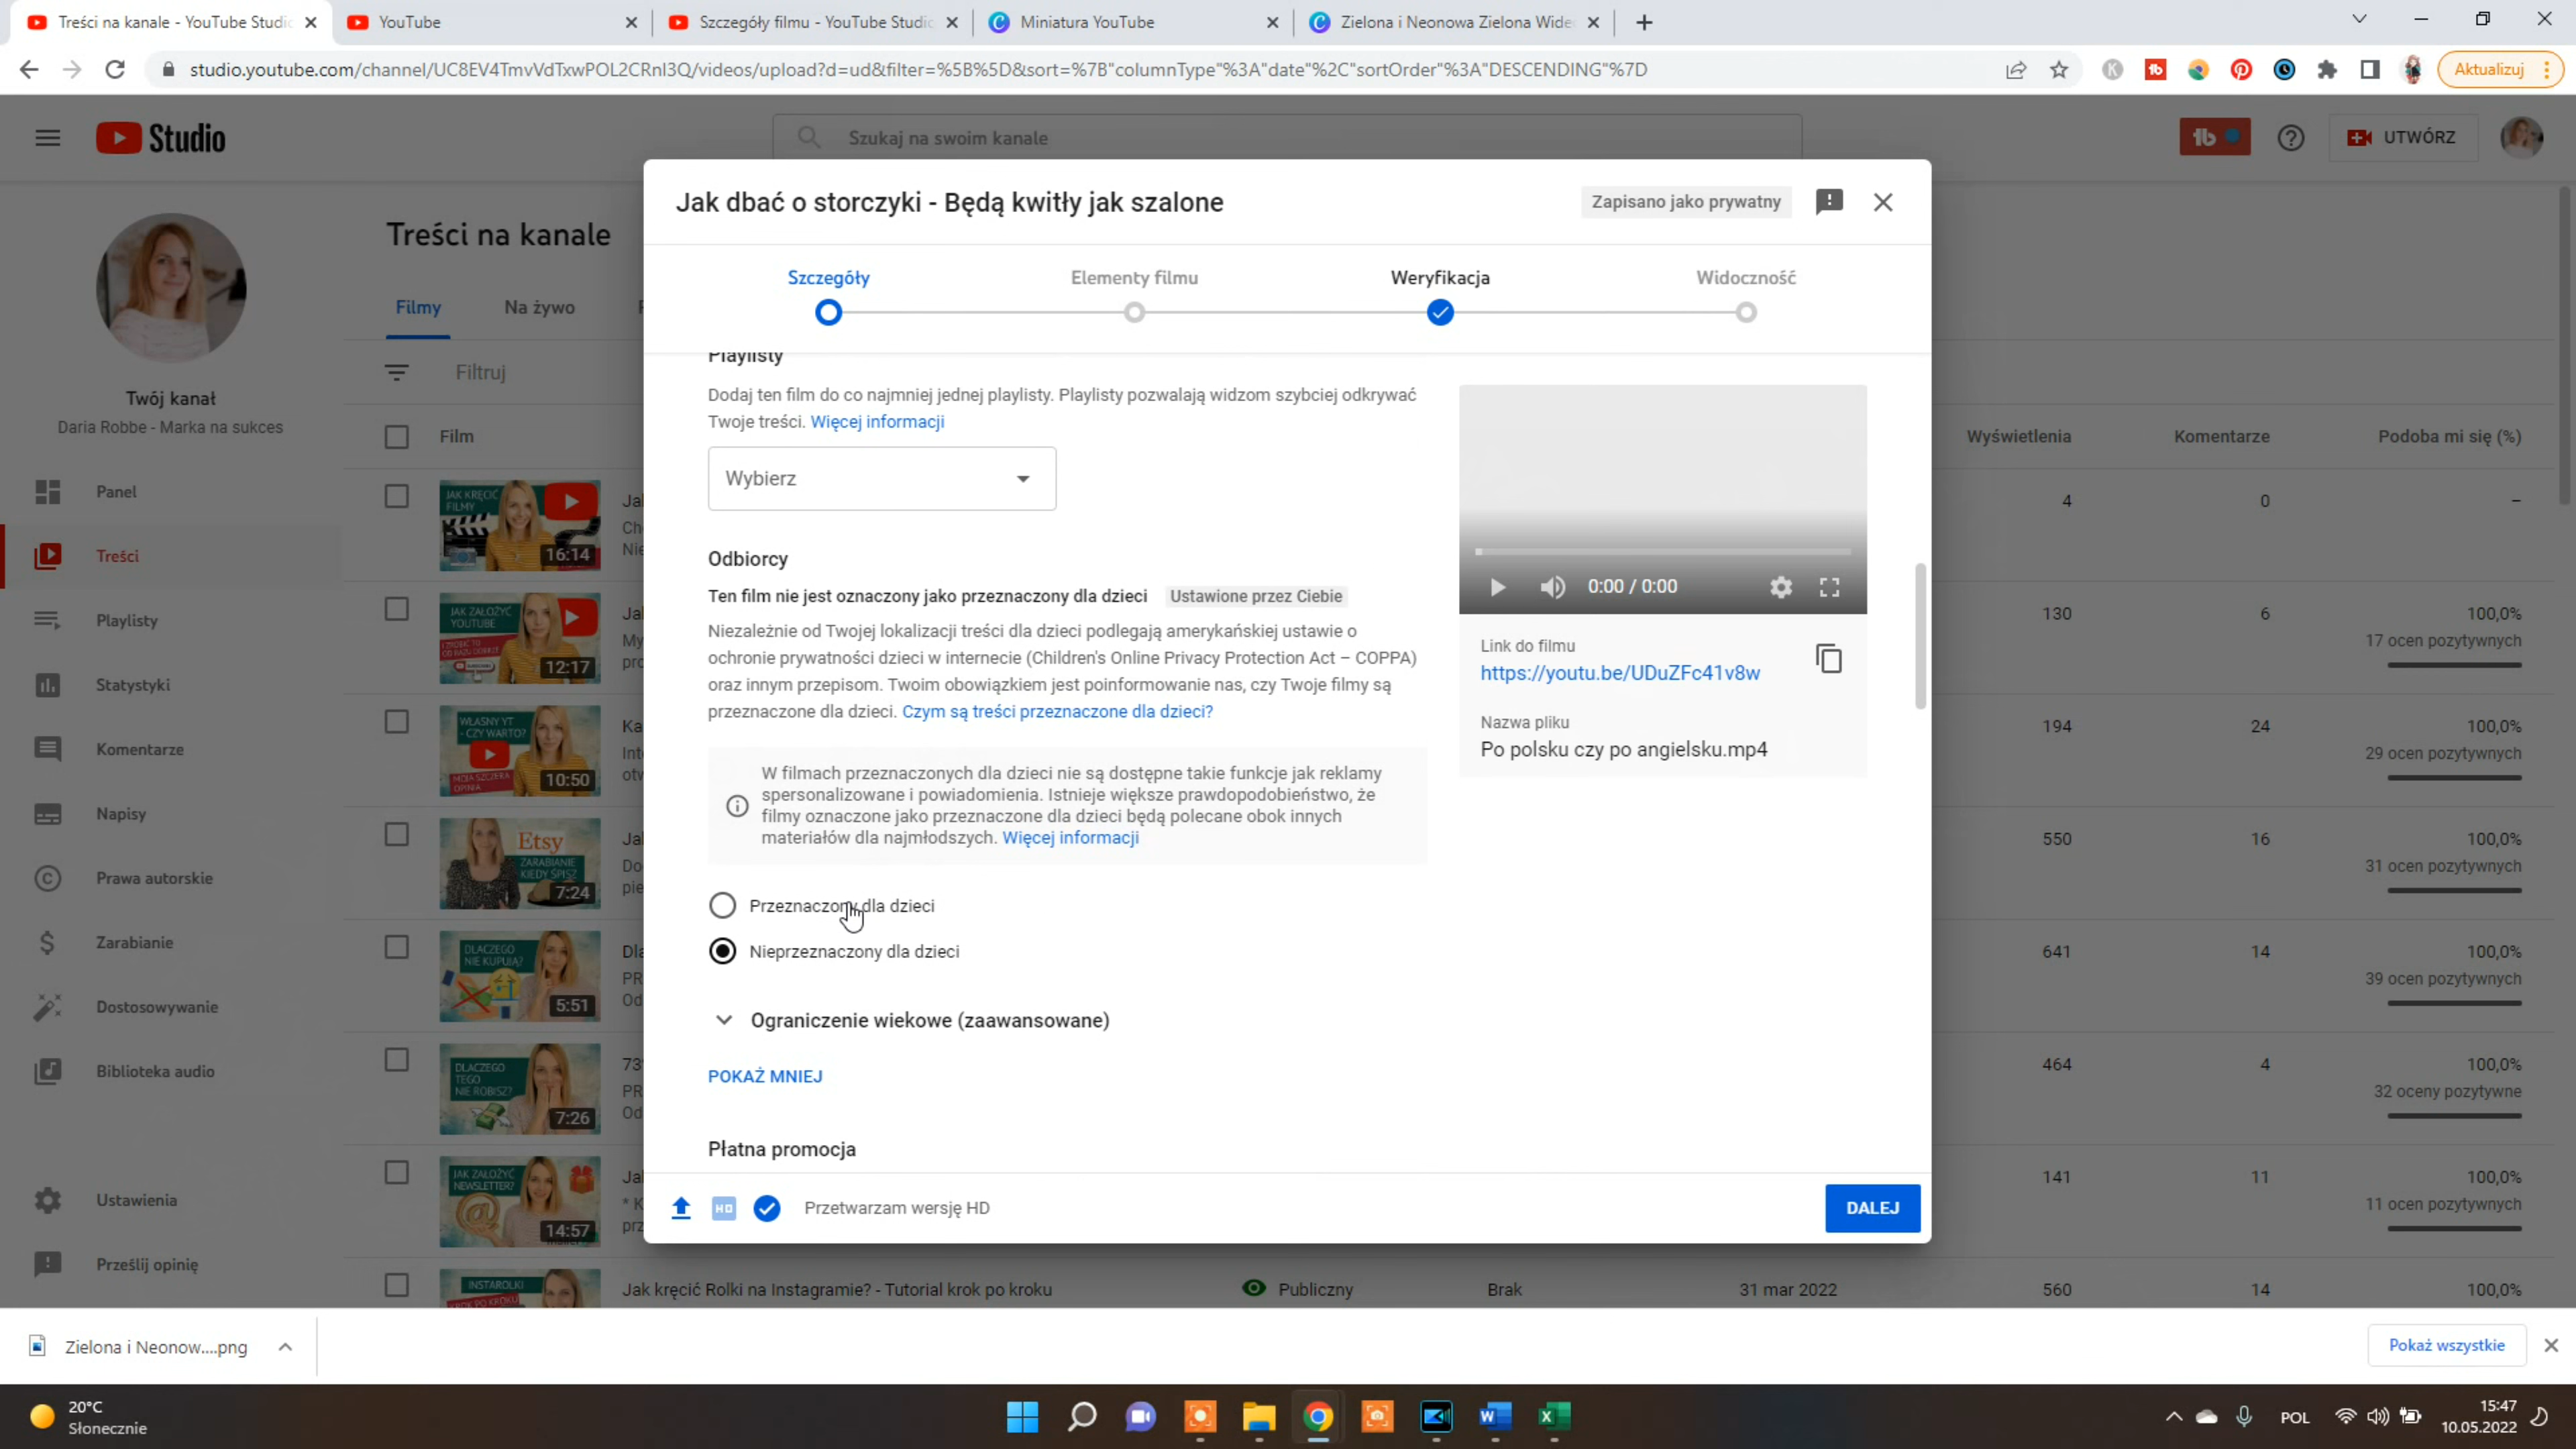 Treści na kanale - YouTube Studio
YouTube
Szczegóły filmu - YouTube Studio
Miniatura YouTube
Zielona i Neonowa Zielona Wide
studio.youtube.com/channel/UC8EV4TmvVdTxwPOL2CRnI3Q/videos/upload?d=ud&filter=%5B%5D&sort=%7B"columnType"%3A"date"%2C"sortOrder"%3A"DESCENDING"%7D
Aktualizuj
Studio
Szukaj na swoim kanale
UTWÓRZ
Twój kanał
Daria Robbe - Marka na sukces
Panel
Treści
Playlisty
Statystyki
Komentarze
Napisy
Prawa autorskie
Zarabianie
Dostosowywanie
Biblioteka audio
Ustawienia
Prześlij opinię
Treści na kanale
Filmy
Na żywo
Filtruj
Film
Wyświetlenia
Komentarze
Podoba mi się (%)
JAK KRĘCIĆ
FILMY
16:14
4
0
–
JAK ZAŁOŻYĆ
YOUTUBE
12:17
130
6
100,0%
17 ocen pozytywnych
WŁASNY YT
- CZY WARTO?
MOJA SZCZERA
OPINIA
10:50
194
24
100,0%
29 ocen pozytywnych
Etsy
ZARABIANIE
KIEDY ŚPISZ
7:24
550
16
100,0%
31 ocen pozytywnych
DLACZEGO
NIE KUPUJĄ?
5:51
641
14
100,0%
39 ocen pozytywnych
DLACZEGO
TEGO
NIE ROBISZ?
7:26
464
4
100,0%
32 oceny pozytywne
JAK ZAŁOŻYĆ
NEWSLETTER?
14:57
141
11
100,0%
11 ocen pozytywnych
INSTAROLKI
KROK PO KROKU
Jak kręcić Rolki na Instagramie? - Tutorial krok po kroku
Publiczny
Brak
31 mar 2022
560
14
100,0%
Jak dbać o storczyki - Będą kwitły jak szalone
Zapisano jako prywatny
Szczegóły
Elementy filmu
Weryfikacja
Widoczność
Playlisty
Dodaj ten film do co najmniej jednej playlisty. Playlisty pozwalają widzom szybciej odkrywać
Twoje treści. Więcej informacji
Wybierz
Odbiorcy
Ten film nie jest oznaczony jako przeznaczony dla dzieci Ustawione przez Ciebie
Niezależnie od Twojej lokalizacji treści dla dzieci podlegają amerykańskiej ustawie o
ochronie prywatności dzieci w internecie (Children's Online Privacy Protection Act – COPPA)
oraz innym przepisom. Twoim obowiązkiem jest poinformowanie nas, czy Twoje filmy są
przeznaczone dla dzieci. Czym są treści przeznaczone dla dzieci?
W filmach przeznaczonych dla dzieci nie są dostępne takie funkcje jak reklamy
spersonalizowane i powiadomienia. Istnieje większe prawdopodobieństwo, że
filmy oznaczone jako przeznaczone dla dzieci będą polecane obok innych
materiałów dla najmłodszych. Więcej informacji
Przeznaczony dla dzieci
Nieprzeznaczony dla dzieci
Ograniczenie wiekowe (zaawansowane)
POKAŻ MNIEJ
Płatna promocja
0:00 / 0:00
Link do filmu
https://youtu.be/UDuZFc41v8w
Nazwa pliku
Po polsku czy po angielsku.mp4
HD
Przetwarzam wersję HD
DALEJ
Zielona i Neonow....png
Pokaż wszystkie
20°C
Słonecznie
POL
15:47
10.05.2022